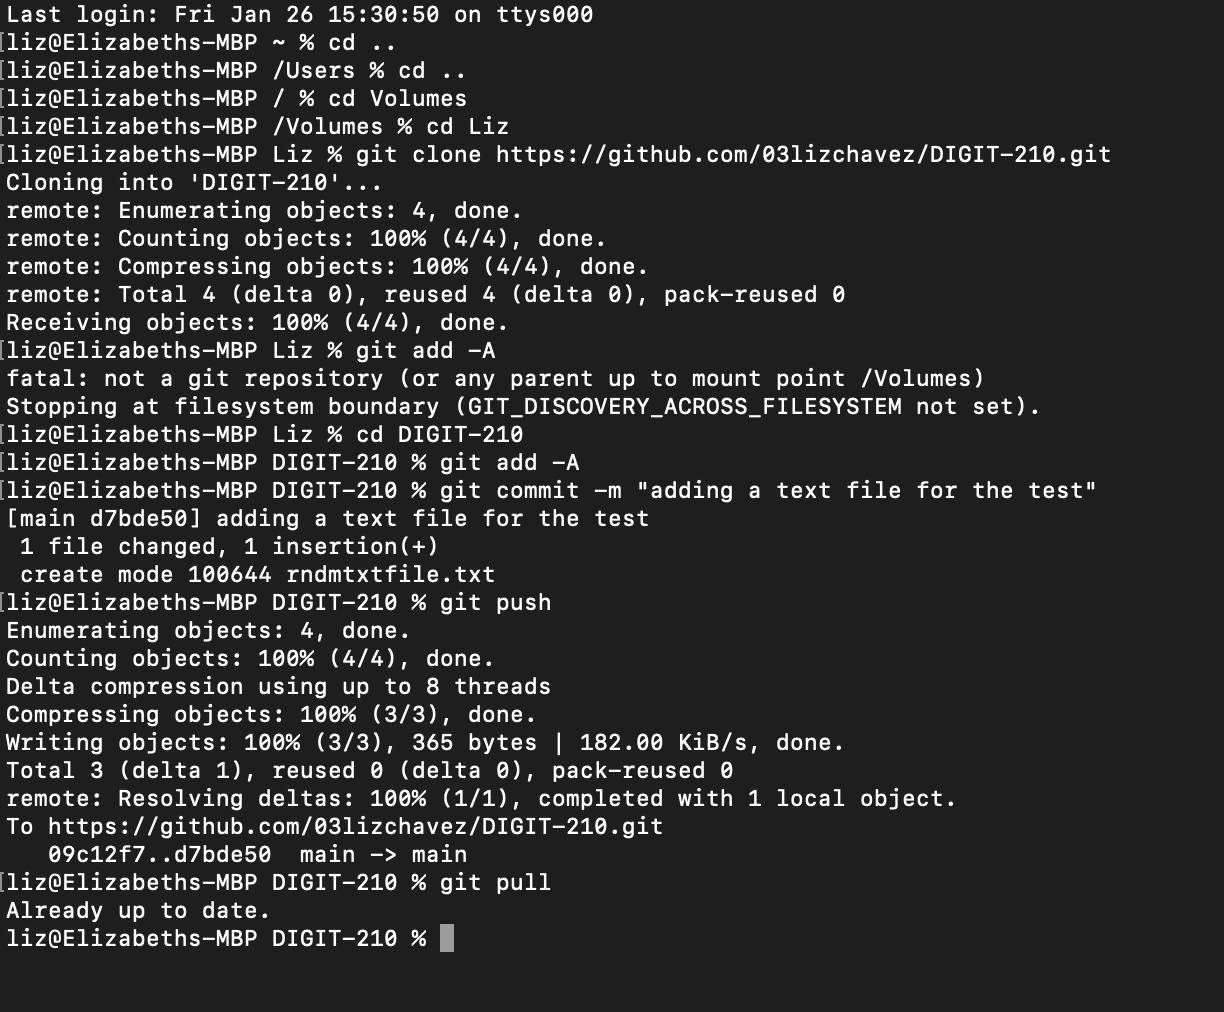 Last login: Fri Jan 26 15:30:50 on ttys000
[liz@Elizabeths-MBP ~ % cd ..
[liz@Elizabeths-MBP /Users % cd ..
[liz@Elizabeths-MBP / % cd Volumes
[liz@Elizabeths-MBP /Volumes % cd Liz
[liz@Elizabeths-MBP Liz % git clone https://github.com/03lizchavez/DIGIT-210.git
Cloning into 'DIGIT-210'...
remote: Enumerating objects: 4, done.
remote: Counting objects: 100% (4/4), done.
remote: Compressing objects: 100% (4/4), done.
remote: Total 4 (delta 0), reused 4 (delta 0), pack-reused 0
Receiving objects: 100% (4/4), done.
[liz@Elizabeths-MBP Liz % git add -A
fatal: not a git repository (or any parent up to mount point /Volumes)
Stopping at filesystem boundary (GIT_DISCOVERY_ACROSS_FILESYSTEM not set).
[liz@Elizabeths-MBP Liz % cd DIGIT-210
[liz@Elizabeths-MBP DIGIT-210 % git add -A
[liz@Elizabeths-MBP DIGIT-210 % git commit -m "adding a text file for the test"
[main d7bde50] adding a text file for the test
 1 file changed, 1 insertion(+)
 create mode 100644 rndmtxtfile.txt
[liz@Elizabeths-MBP DIGIT-210 % git push
Enumerating objects: 4, done.
Counting objects: 100% (4/4), done.
Delta compression using up to 8 threads
Compressing objects: 100% (3/3), done.
Writing objects: 100% (3/3), 365 bytes | 182.00 KiB/s, done.
Total 3 (delta 1), reused 0 (delta 0), pack-reused 0
remote: Resolving deltas: 100% (1/1), completed with 1 local object.
To https://github.com/03lizchavez/DIGIT-210.git
   09c12f7..d7bde50  main -> main
[liz@Elizabeths-MBP DIGIT-210 % git pull
Already up to date.
liz@Elizabeths-MBP DIGIT-210 %